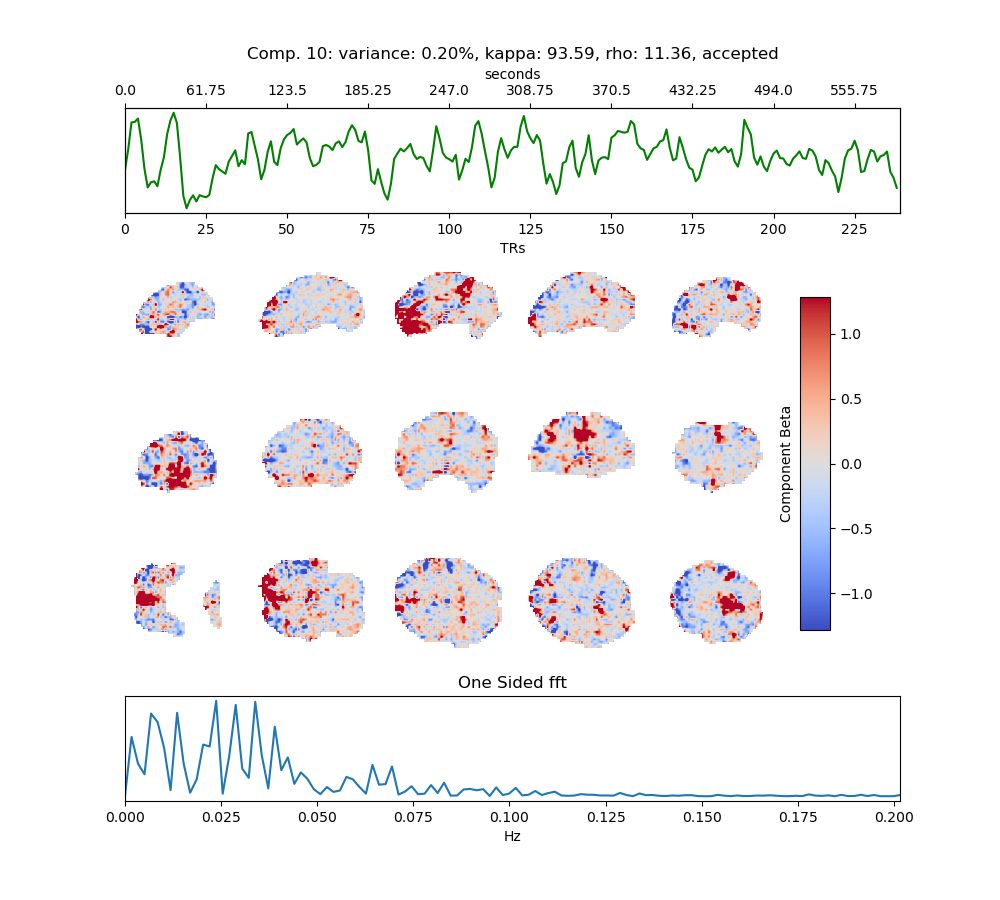 Comp. 10: variance: 0.20%, kappa: 93.59, rho: 11.36, accepted
seconds
0.0 61.75 123.5 185.25 247.0 308.75 370.5 432.25 494.0 555.75
0 25 50 75 100 125 150 175 200 225
TRs
1.0
0.5
0.0
−0.5
−1.0
Component Beta
One Sided fft
0.000 0.025 0.050 0.075 0.100 0.125 0.150 0.175 0.200
Hz